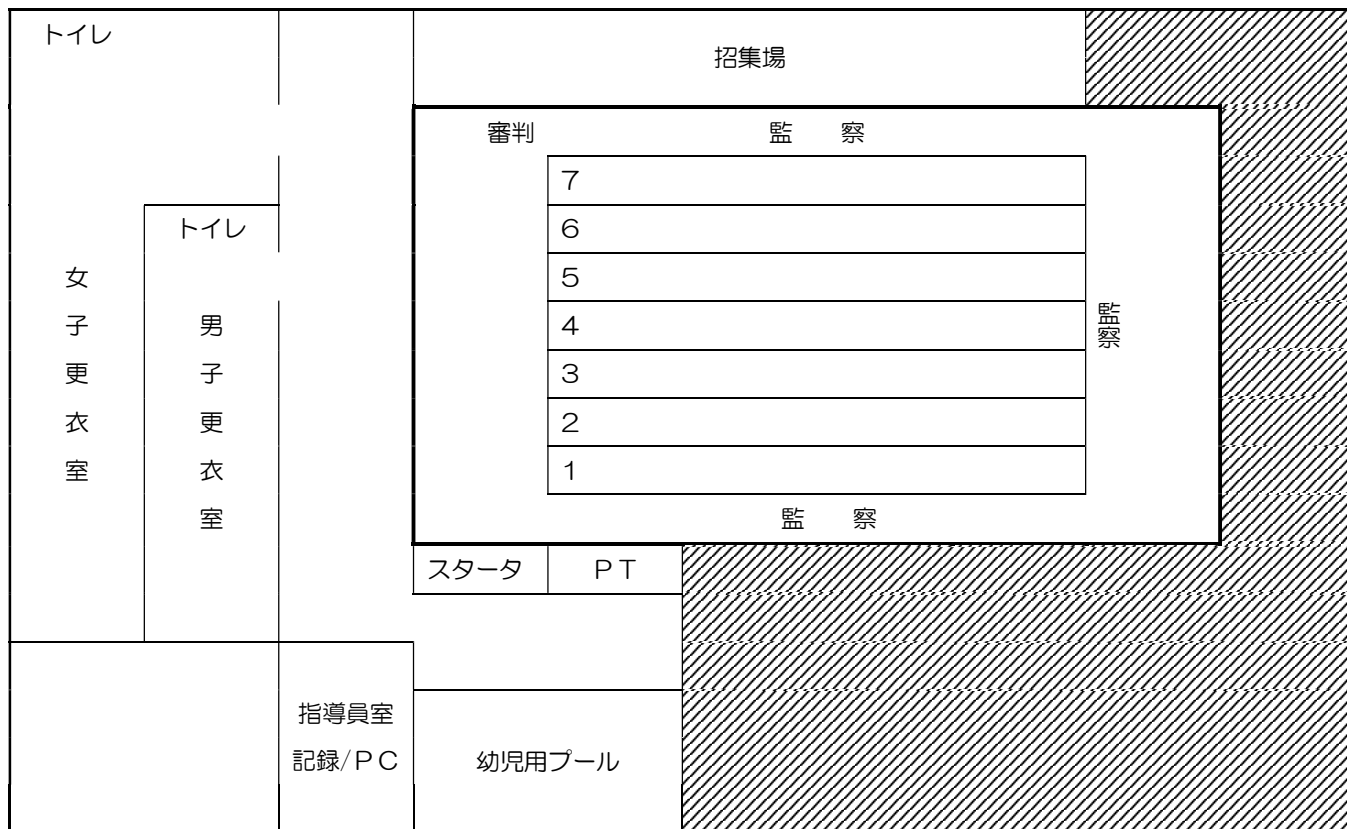 トイレ
招集場
審判 監 察
7
トイレ 6
女 5
子 男 4 監察
更 子 3
衣 更 2
室 衣 1
室 監 察
スタータ PT
指導員室
記録/PC 幼児用プール